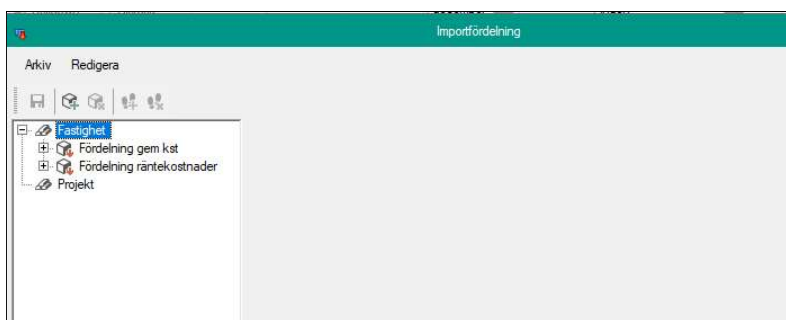 Importfördelning
Arkiv Redigera
Fastighet
Fördelning gem kst
Fördelning räntekostnader
Projekt